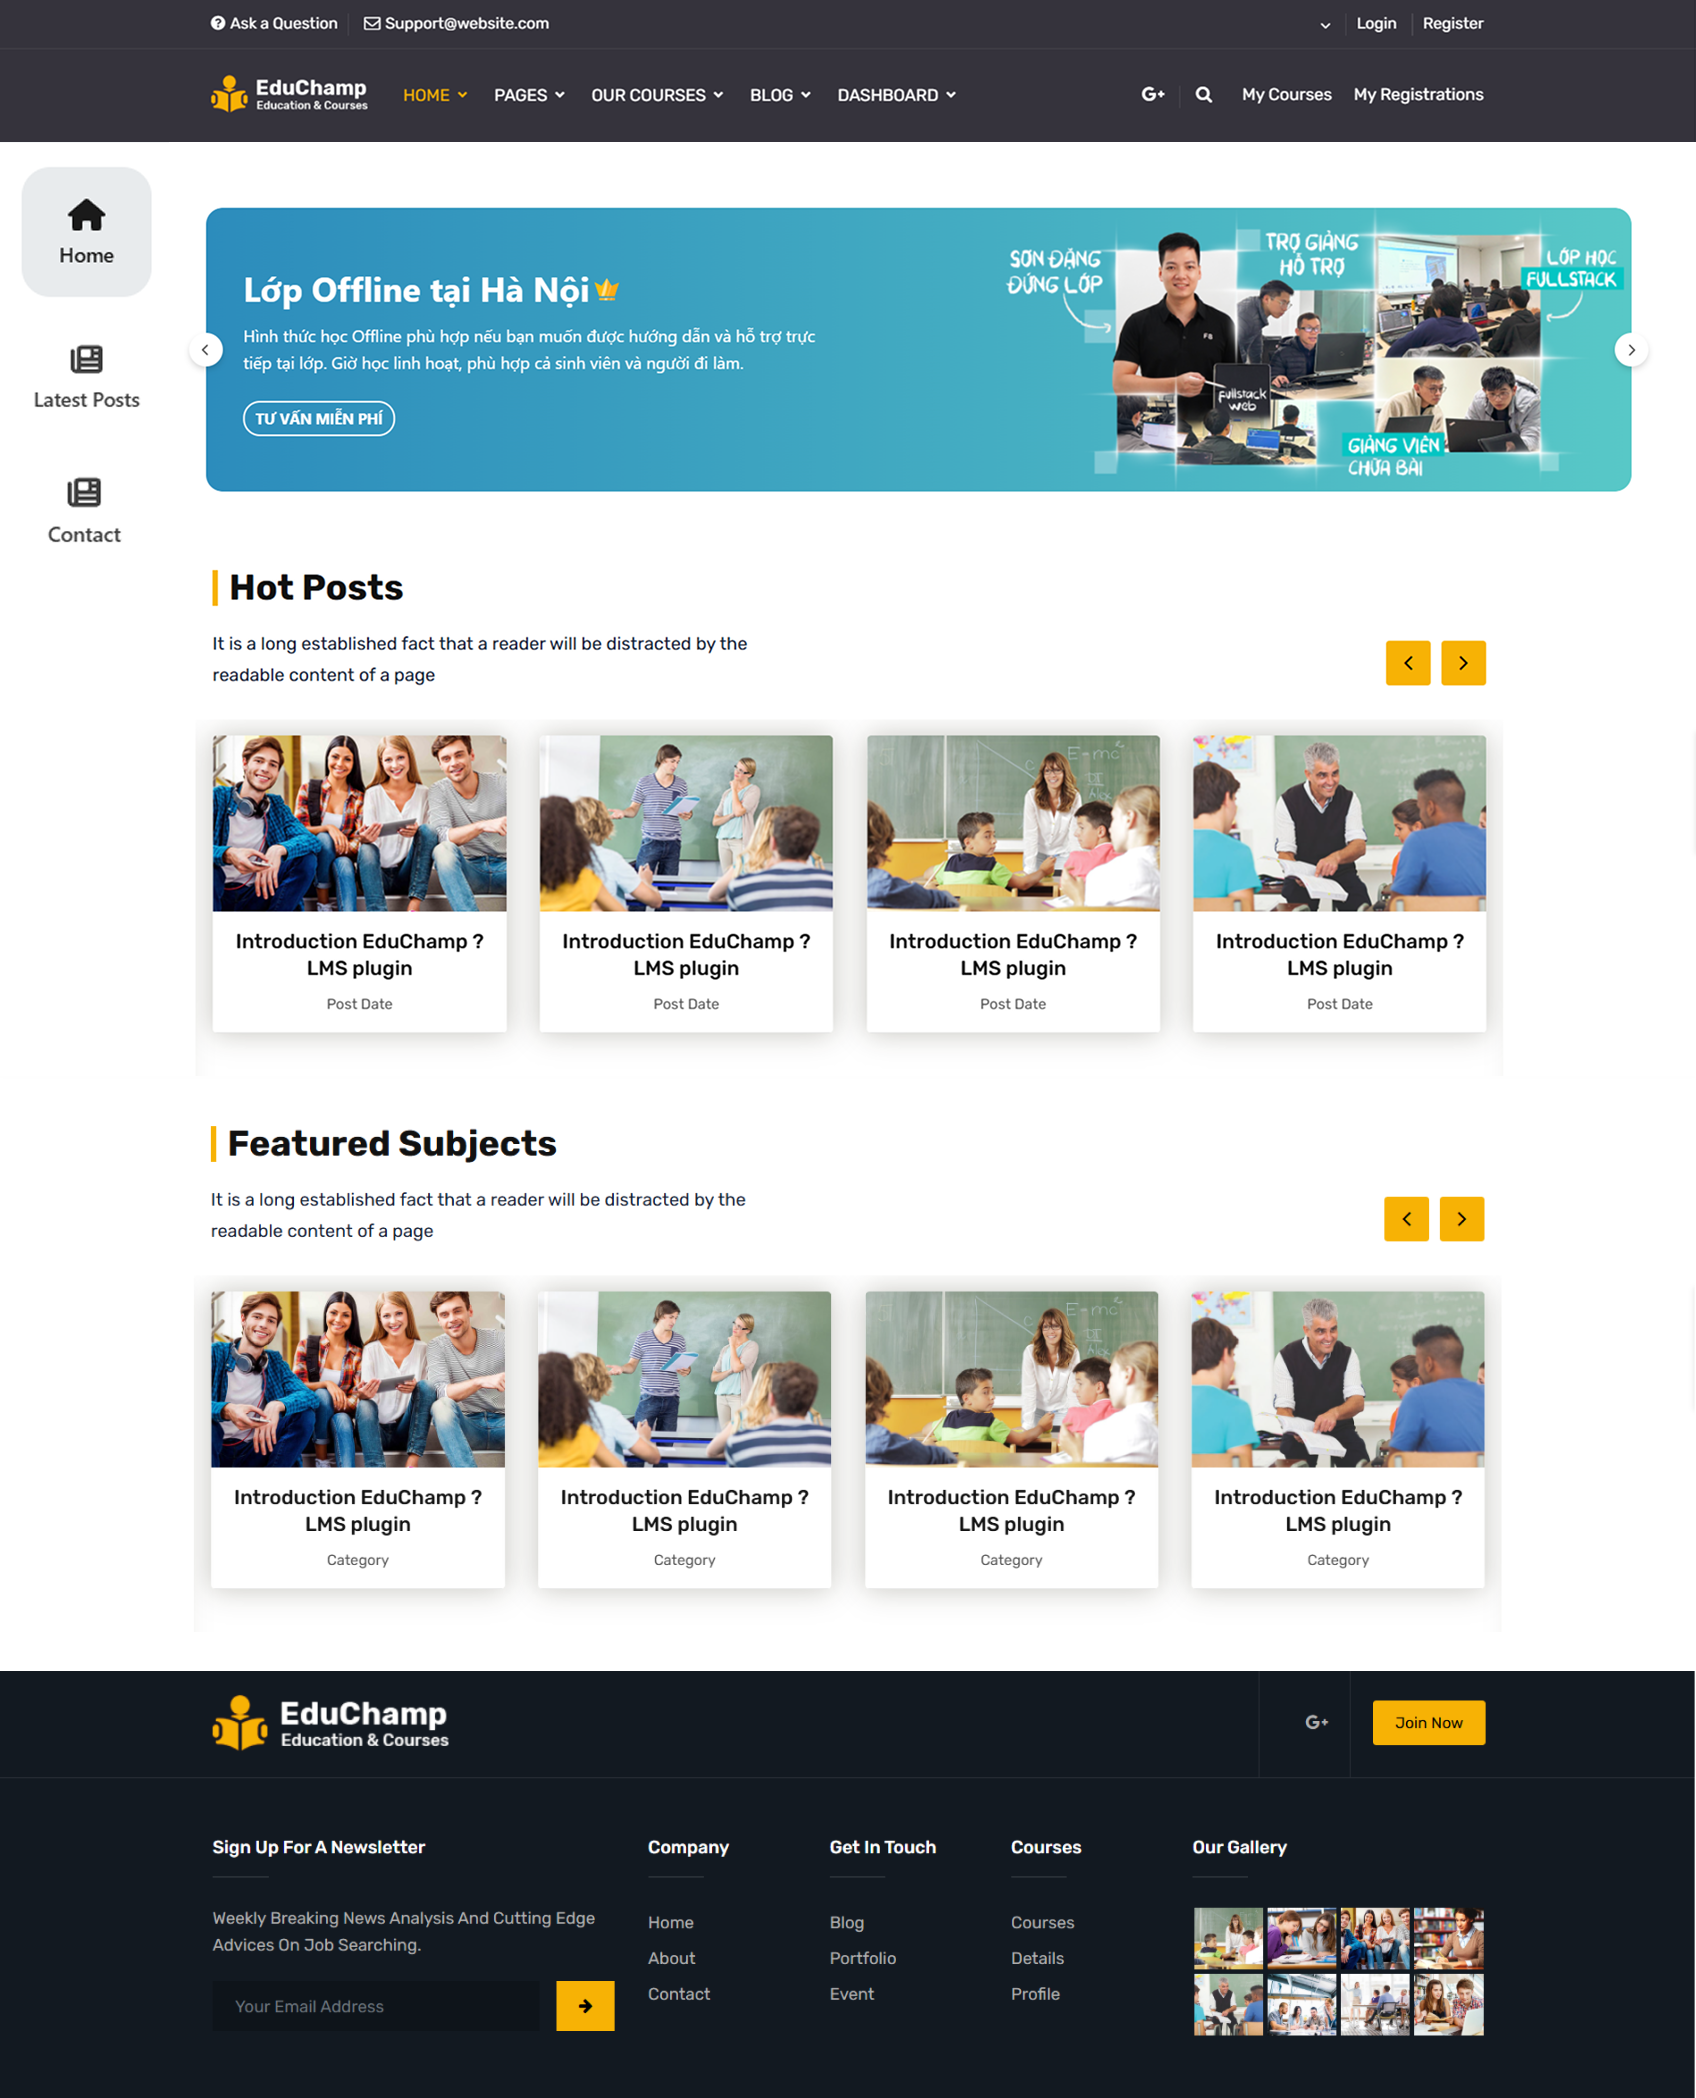 Ask a Question
Support@website.com
Login
Register
EduChamp
Education & Courses
HOME
PAGES
OUR COURSES
BLOG
DASHBOARD
G+
My Courses
My Registrations
Home
Latest Posts
Contact
Lớp Offline tại Hà Nội
Hình thức học Offline phù hợp nếu bạn muốn được hướng dẫn và hỗ trợ trực
tiếp tại lớp. Giờ học linh hoạt, phù hợp cả sinh viên và người đi làm.
TƯ VẤN MIỄN PHÍ
SƠN ĐẶNG
ĐỨNG LỚP
TRỢ GIẢNG
HỖ TRỢ
LỚP HỌC
FULLSTACK
F8
Fullstack
web
GIẢNG VIÊN
CHỮA BÀI
Hot Posts
It is a long established fact that a reader will be distracted by the
readable content of a page
Introduction EduChamp ?
LMS plugin
Post Date
Introduction EduChamp ?
LMS plugin
Post Date
E=mc²
Introduction EduChamp ?
LMS plugin
Post Date
Introduction EduChamp ?
LMS plugin
Post Date
Featured Subjects
It is a long established fact that a reader will be distracted by the
readable content of a page
Introduction EduChamp ?
LMS plugin
Category
Introduction EduChamp ?
LMS plugin
Category
E=mc²
Introduction EduChamp ?
LMS plugin
Category
Introduction EduChamp ?
LMS plugin
Category
EduChamp
Education & Courses
G+
Join Now
Sign Up For A Newsletter
Weekly Breaking News Analysis And Cutting Edge
Advices On Job Searching.
Your Email Address
Company
Home
About
Contact
Get In Touch
Blog
Portfolio
Event
Courses
Courses
Details
Profile
Our Gallery